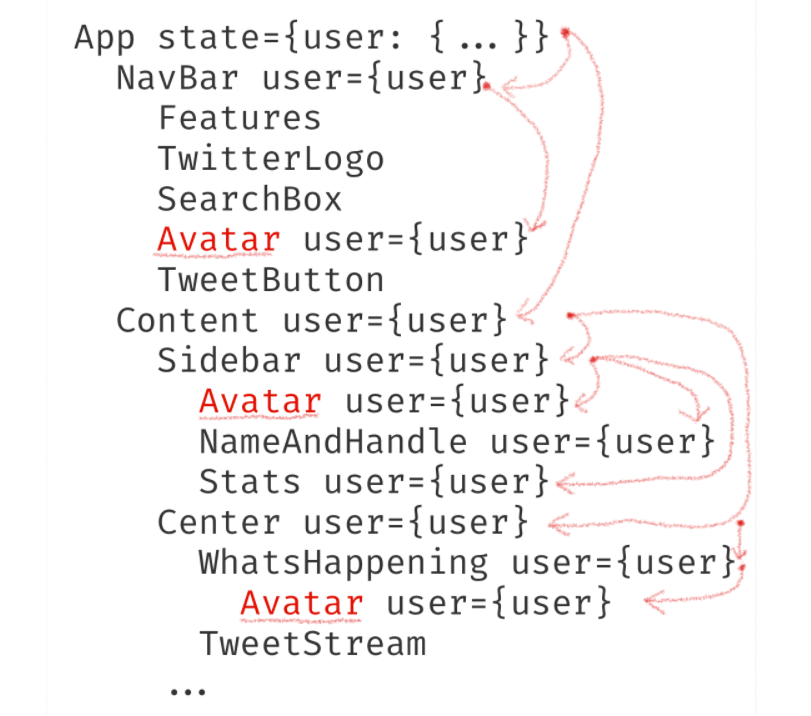 App state={user: { ... }}
NavBar user={user}
Features
TwitterLogo
SearchBox
Avatar user={user}
TweetButton
Content user={user}
Sidebar user={user}
Avatar user={user}
NameAndHandle user={user}
Stats user={user}
Center user={user}
WhatsHappening user={user}
Avatar user={user}
TweetStream
...